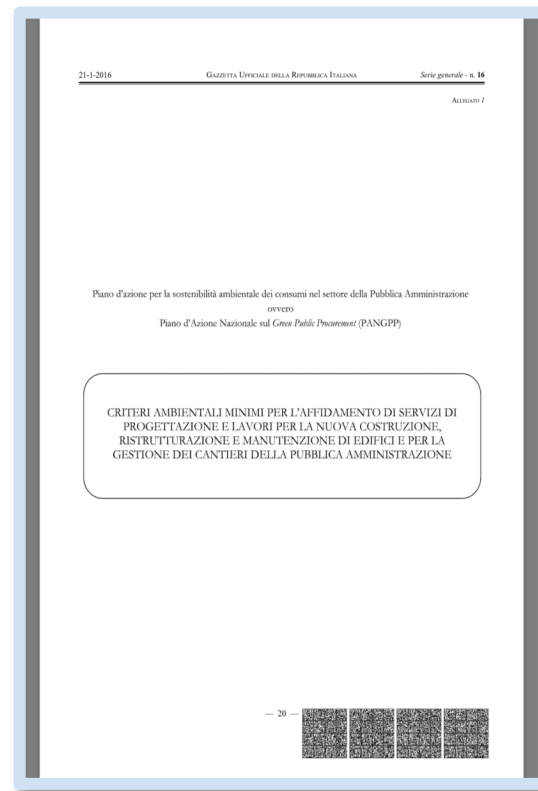 21-1-2016 GAZZETTA UFFICIALE DELLA REPUBBLICA ITALIANA Serie generale - n. 16
ALLEGATO 1
Piano d'azione per la sostenibilità ambientale dei consumi nel settore della Pubblica Amministrazione
ovvero
Piano d'Azione Nazionale sul Green Public Procurement (PANGPP)
CRITERI AMBIENTALI MINIMI PER L'AFFIDAMENTO DI SERVIZI DI
PROGETTAZIONE E LAVORI PER LA NUOVA COSTRUZIONE,
RISTRUTTURAZIONE E MANUTENZIONE DI EDIFICI E PER LA
GESTIONE DEI CANTIERI DELLA PUBBLICA AMMINISTRAZIONE
— 20 —